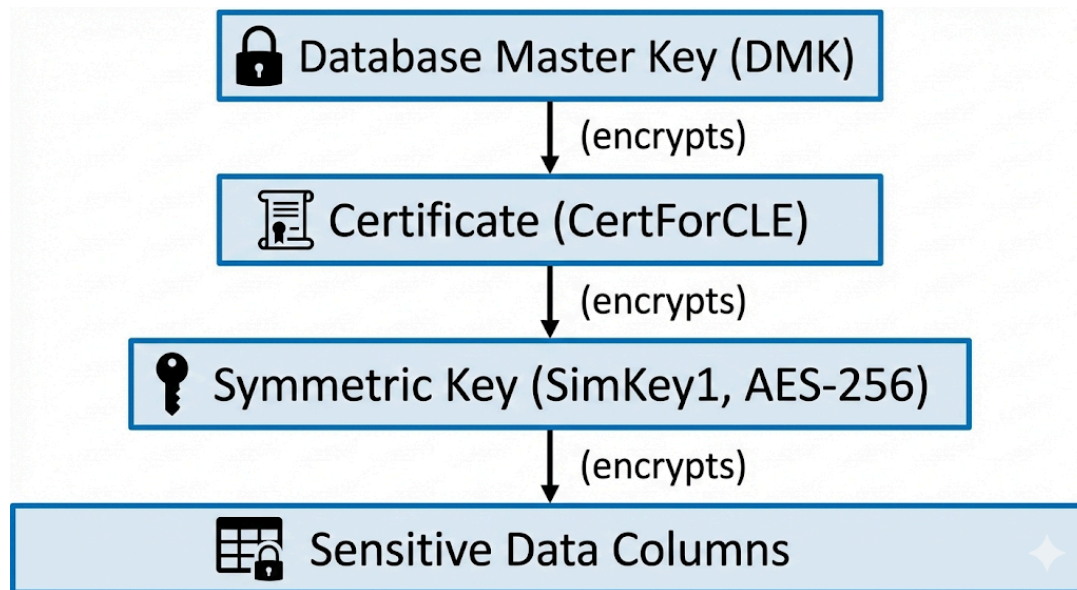 Database Master Key (DMK)
(encrypts)
Certificate (CertForCLE)
(encrypts)
Symmetric Key (SimKey1, AES-256)
(encrypts)
Sensitive Data Columns